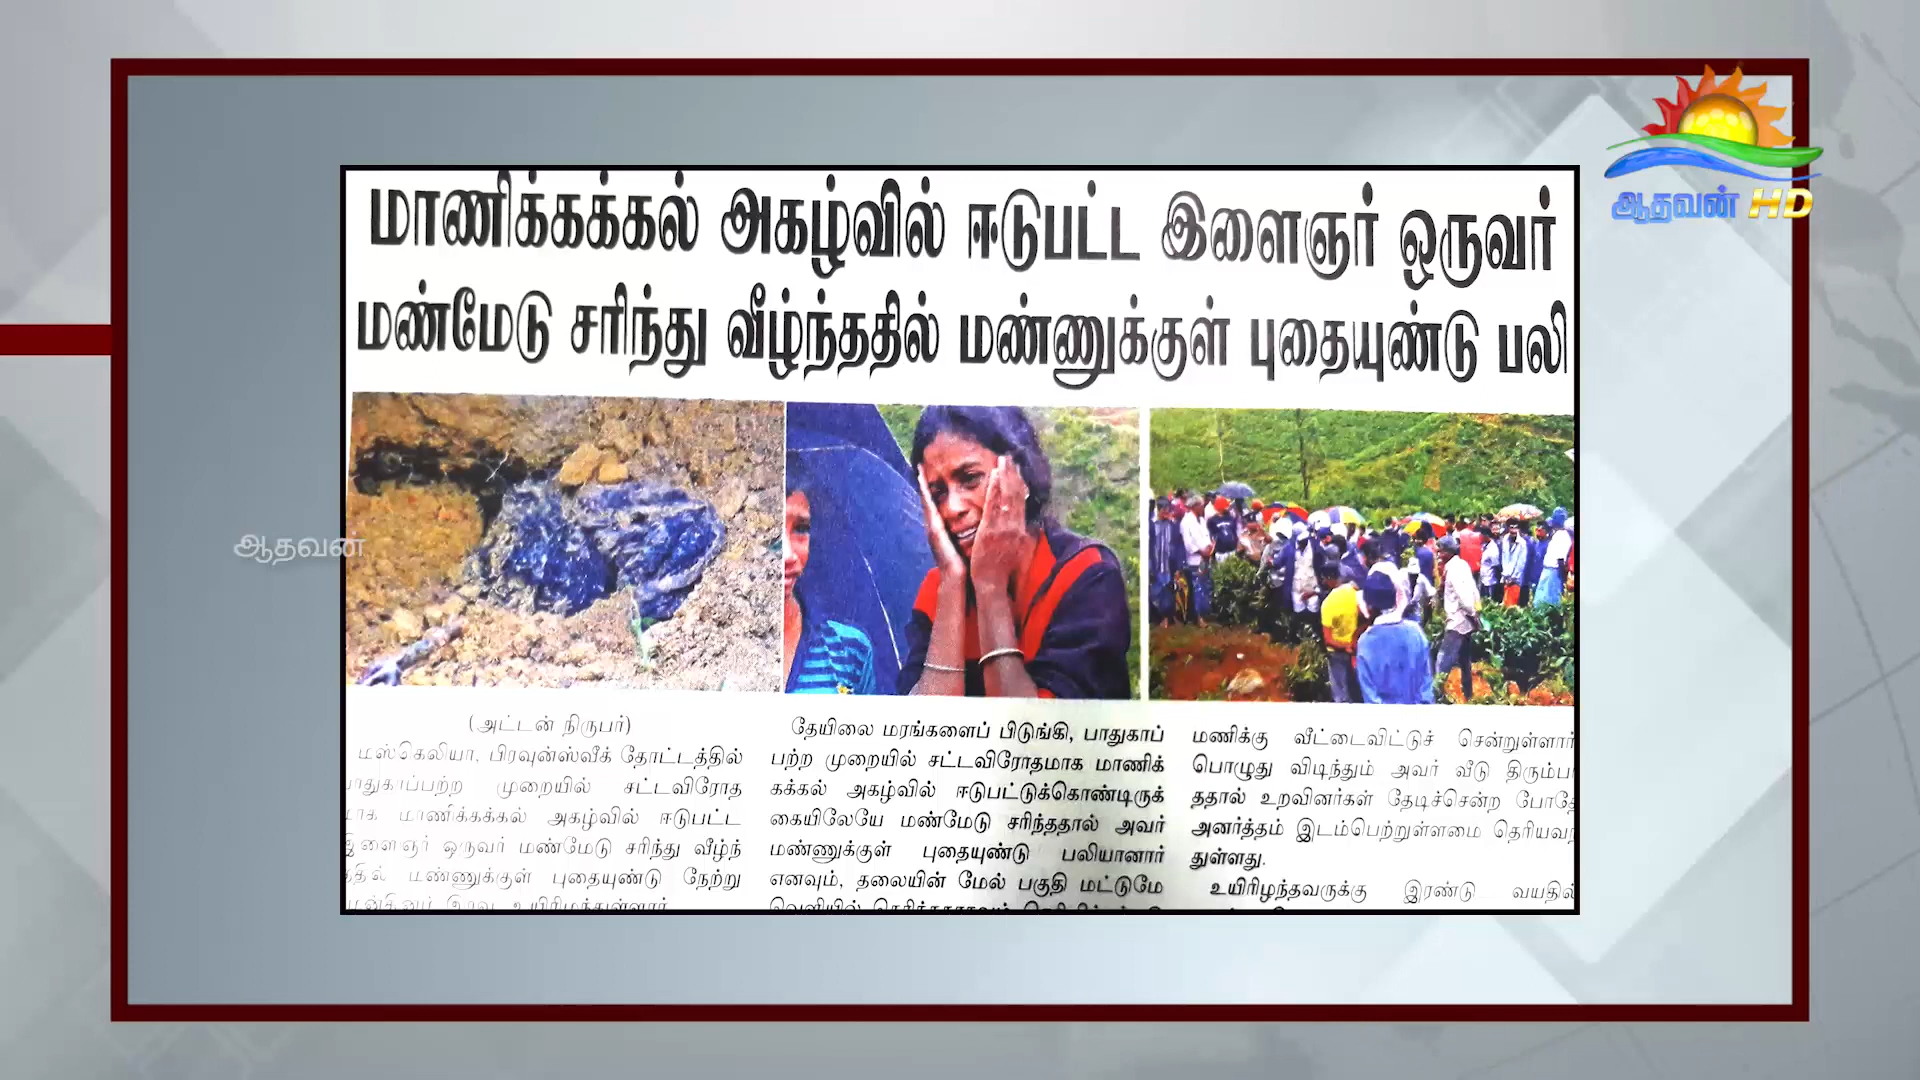 ஆதவன் HD
மாணிக்கக்கல் அகழ்வில் ஈடுபட்ட இளைஞர் ஒருவர்
மண்மேடு சரிந்து வீழ்ந்ததில் மண்ணுக்குள் புதையுண்டு பலி
ஆதவன்
(அட்டன் நிருபர்)
மஸ்கெலியா, பிரவுன்ஸ்வீக் தோட்டத்தில்
பாதுகாப்பற்ற முறையில் சட்டவிரோத
மாக மாணிக்கக்கல் அகழ்வில் ஈடுபட்ட
இளைஞர் ஒருவர் மண்மேடு சரிந்து வீழ்ந்
ததில் மண்ணுக்குள் புதையுண்டு நேற்று
உயிரிழந்துள்ளார்.
தேயிலை மரங்களைப் பிடுங்கி, பாதுகாப்
பற்ற முறையில் சட்டவிரோதமாக மாணிக்
கக்கல் அகழ்வில் ஈடுபட்டுக்கொண்டிருக்
கையிலேயே மண்மேடு சரிந்ததால் அவர்
மண்ணுக்குள் புதையுண்டு பலியானார்
எனவும், தலையின் மேல் பகுதி மட்டுமே
வெளியில்
மணிக்கு வீட்டைவிட்டுச் சென்றுள்ளார்
பொழுது விடிந்தும் அவர் வீடு திரும்பா
ததால் உறவினர்கள் தேடிச்சென்ற போதே
அனர்த்தம் இடம்பெற்றுள்ளமை தெரியவந்
துள்ளது.
உயிரிழந்தவருக்கு இரண்டு வயதில்